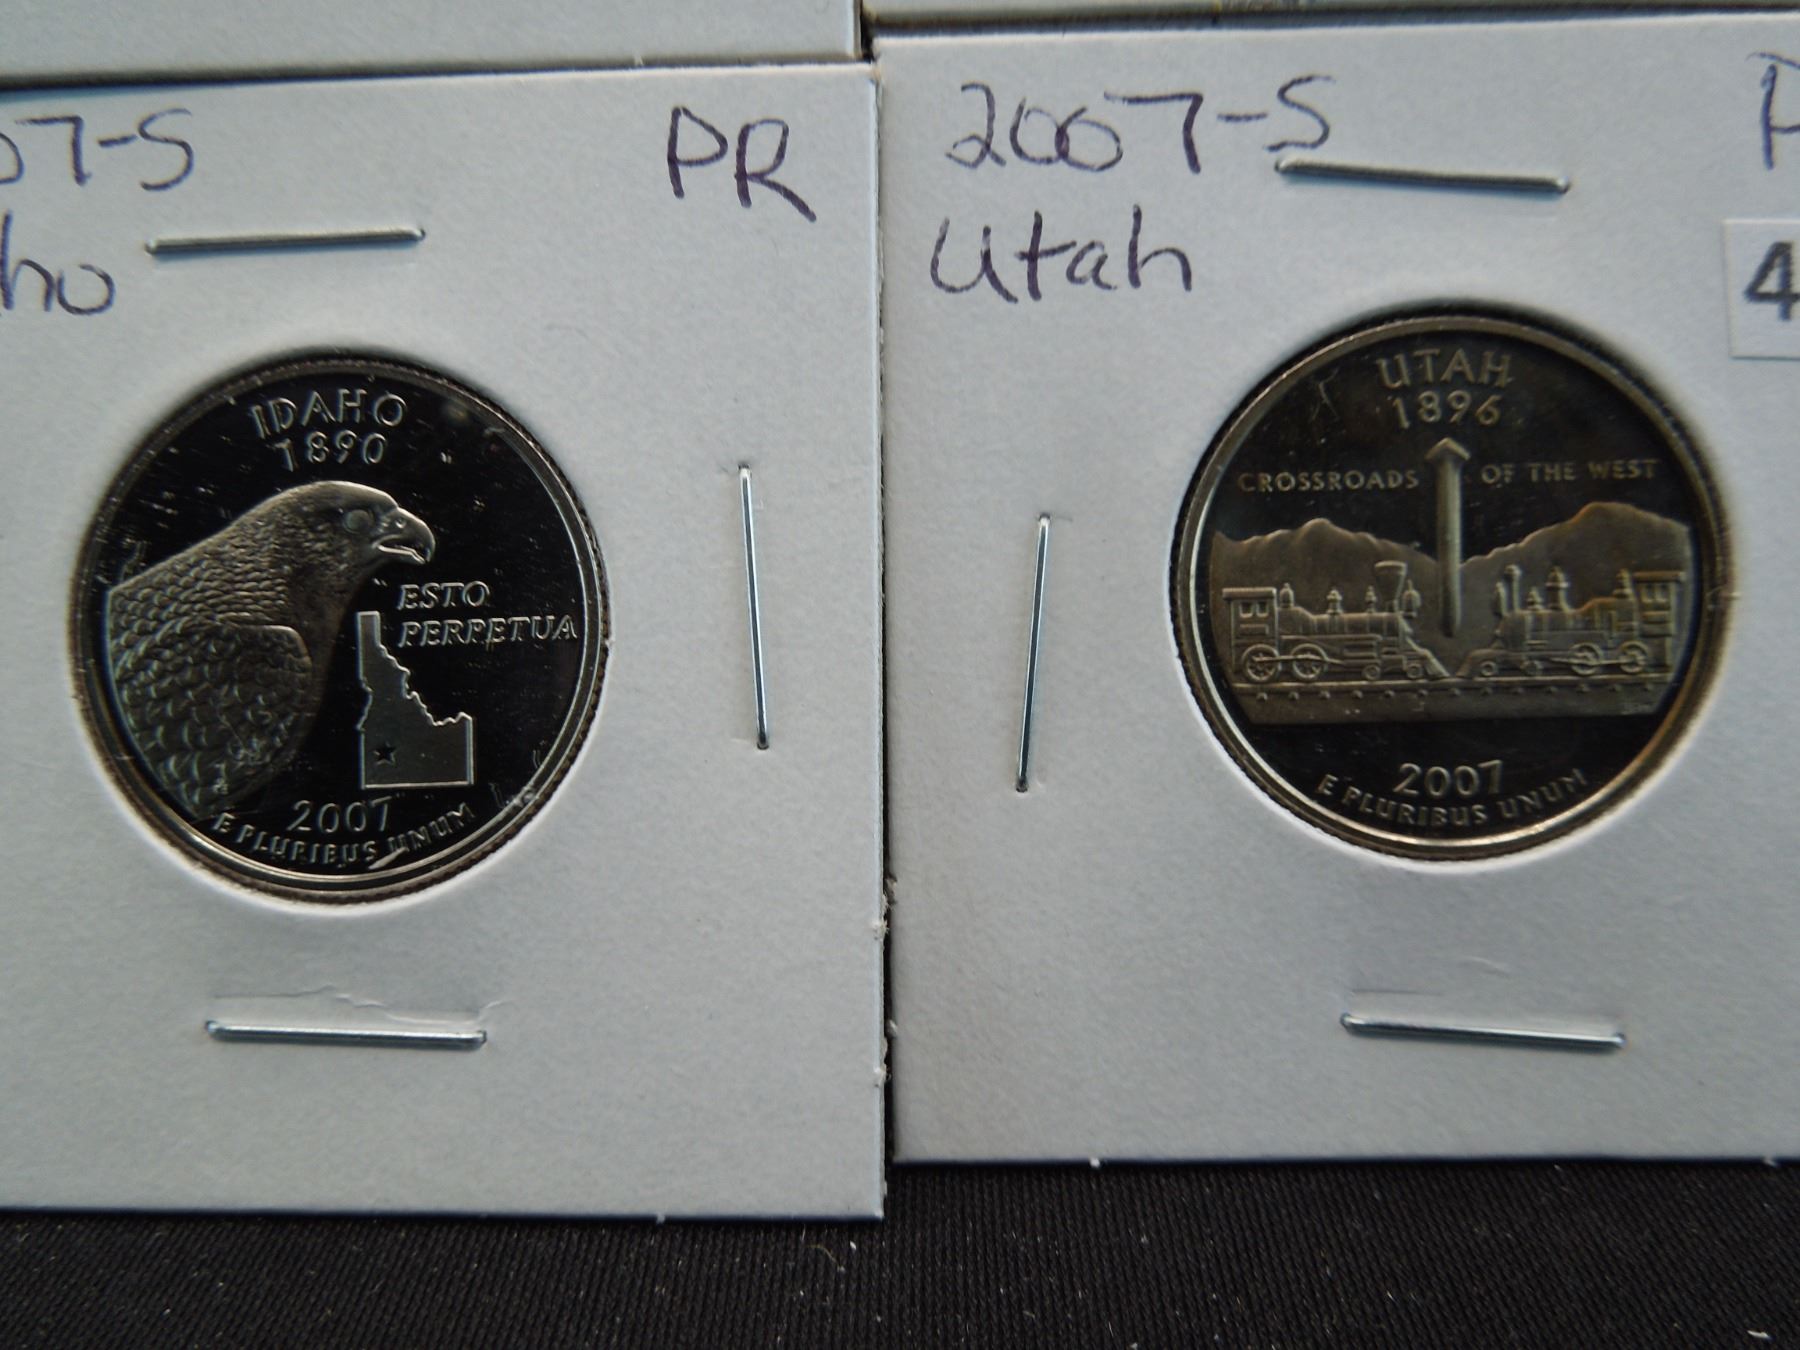 07-S
PR
ho
IDAHO
1890
ESTO
PERPETUA
2007
E PLURIBUS UNUM
2007-S
Utah
4
UTAH
1896
CROSSROADS OF THE WEST
2007
E PLURIBUS UNUM